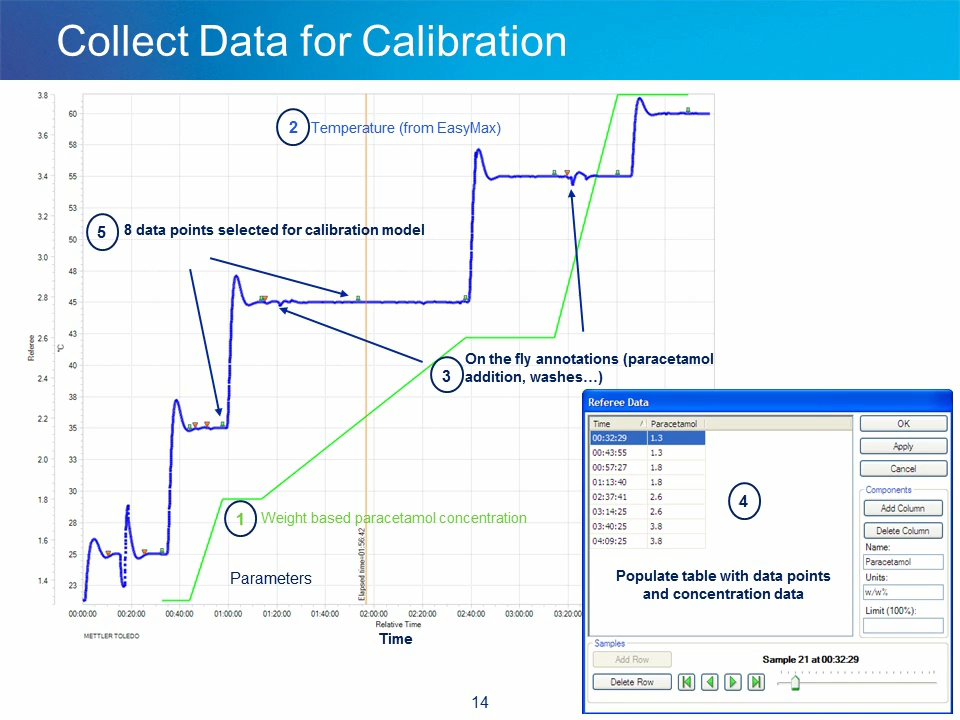 Collect Data for Calibration
3.8
3.6
3.4
3.2
3.0
2.8
2.6
2.4
2.2
2.0
1.8
1.6
1.4
Referee
60
58
55
53
50
48
45
43
40
38
35
33
30
28
25
23
°C
2 Temperature (from EasyMax)
5 8 data points selected for calibration model
3 On the fly annotations (paracetamol
addition, washes…)
1 Weight based paracetamol concentration
Parameters
Elapsed time=01:56:42
00:00:00 00:20:00 00:40:00 01:00:00 01:20:00 01:40:00 02:00:00 02:20:00 02:40:00 03:00:00 03:20:00
Relative Time
METTLER TOLEDO
Time
Referee Data
Time / Paracetamol
00:32:29 1.3
00:43:55 1.3
00:57:27 1.8
01:13:40 1.8
02:37:41 2.6
03:14:25 2.6
03:40:25 3.8
04:09:25 3.8
4
Populate table with data points
and concentration data
OK
Apply
Cancel
Components
Add Column
Delete Column
Name:
Paracetamol
Units:
w/w%
Limit (100%):
Samples
Add Row
Sample 21 at 00:32:29
Delete Row
14